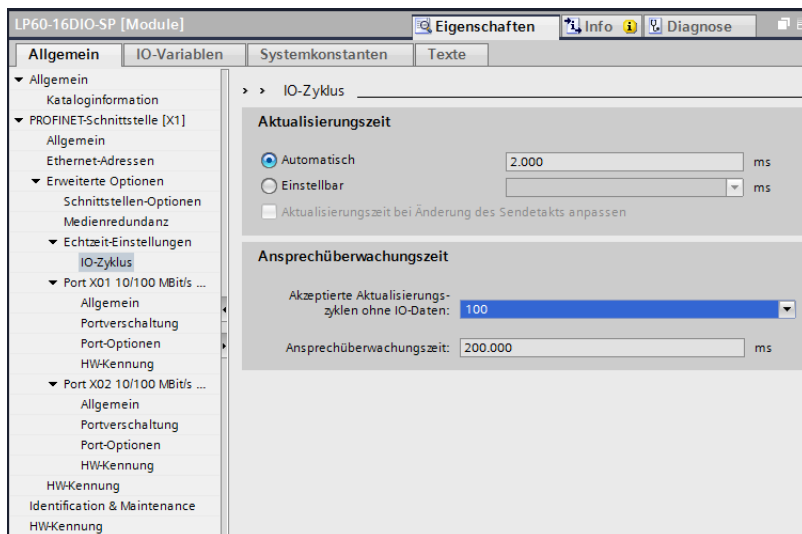 LP60-16DIO-SP [Module]
Eigenschaften
Info
Diagnose
Allgemein
IO-Variablen
Systemkonstanten
Texte
Allgemein
Kataloginformation
PROFINET-Schnittstelle [X1]
Allgemein
Ethernet-Adressen
Erweiterte Optionen
Schnittstellen-Optionen
Medienredundanz
Echtzeit-Einstellungen
IO-Zyklus
Port X01 10/100 MBit/s ...
Allgemein
Portverschaltung
Port-Optionen
HW-Kennung
Port X02 10/100 MBit/s ...
Allgemein
Portverschaltung
Port-Optionen
HW-Kennung
HW-Kennung
Identification & Maintenance
HW-Kennung
> > IO-Zyklus
Aktualisierungszeit
Automatisch 2.000 ms
Einstellbar ms
Aktualisierungszeit bei Änderung des Sendetakts anpassen
Ansprechüberwachungszeit
Akzeptierte Aktualisierungs-
zyklen ohne IO-Daten: 100
Ansprechüberwachungszeit: 200.000 ms